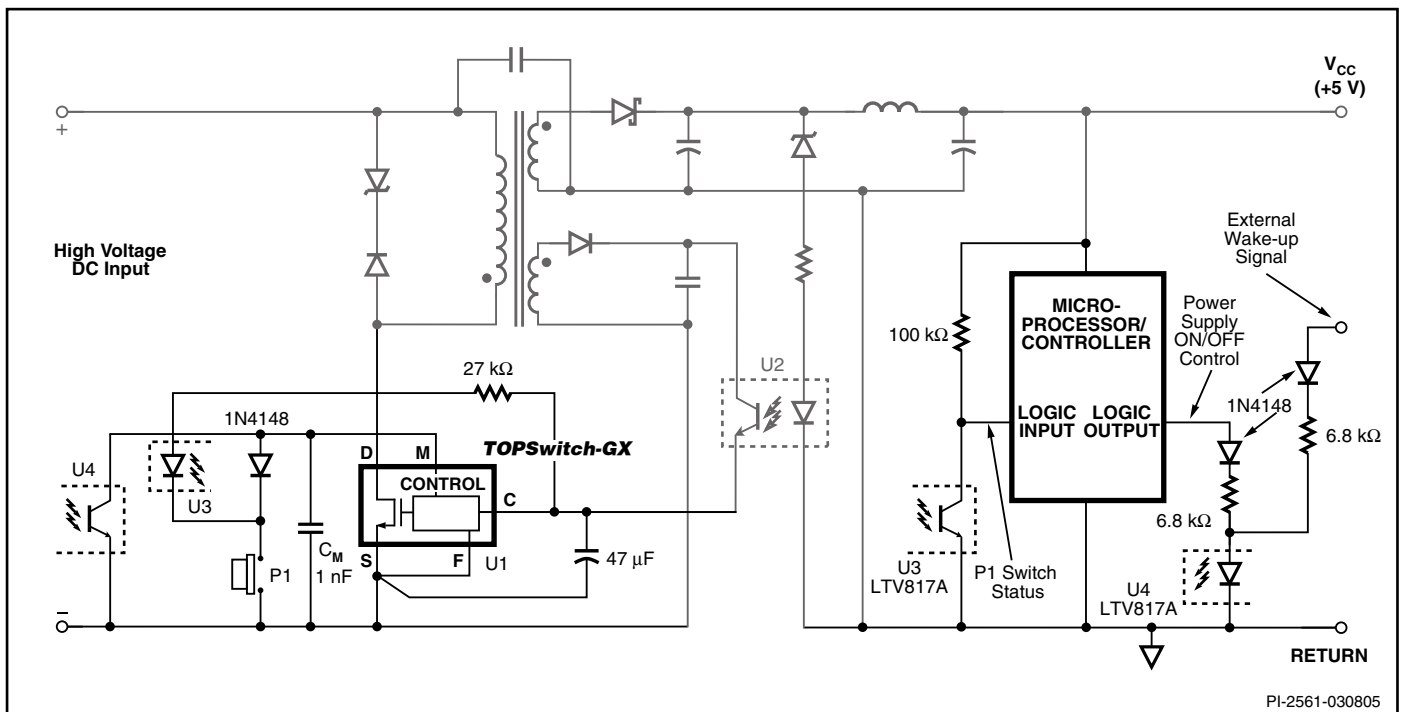 V_CC
(+5 V)
+
High Voltage
DC Input
External
Wake-up
Signal
MICRO-
PROCESSOR/
CONTROLLER
Power
Supply
ON/OFF
Control
100 kΩ
27 kΩ
U2
1N4148
LOGIC
INPUT
LOGIC
OUTPUT
1N4148
6.8 kΩ
TOPSwitch-GX
D
M
CONTROL
C
U4
U3
6.8 kΩ
S
F
U1
47 µF
C_M
1 nF
P1
U3
LTV817A
P1 Switch
Status
U4
LTV817A
–
RETURN
PI-2561-030805